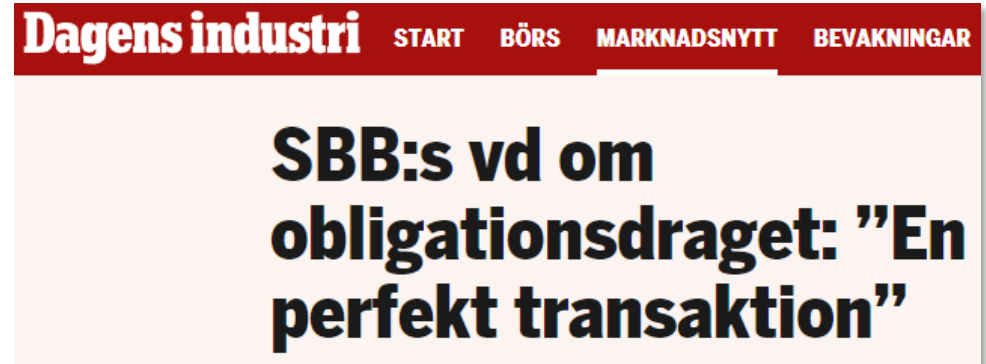 Dagens industri START BÖRS MARKNADSNYTT BEVAKNINGAR
SBB:s vd om
obligationsdraget: ”En
perfekt transaktion”